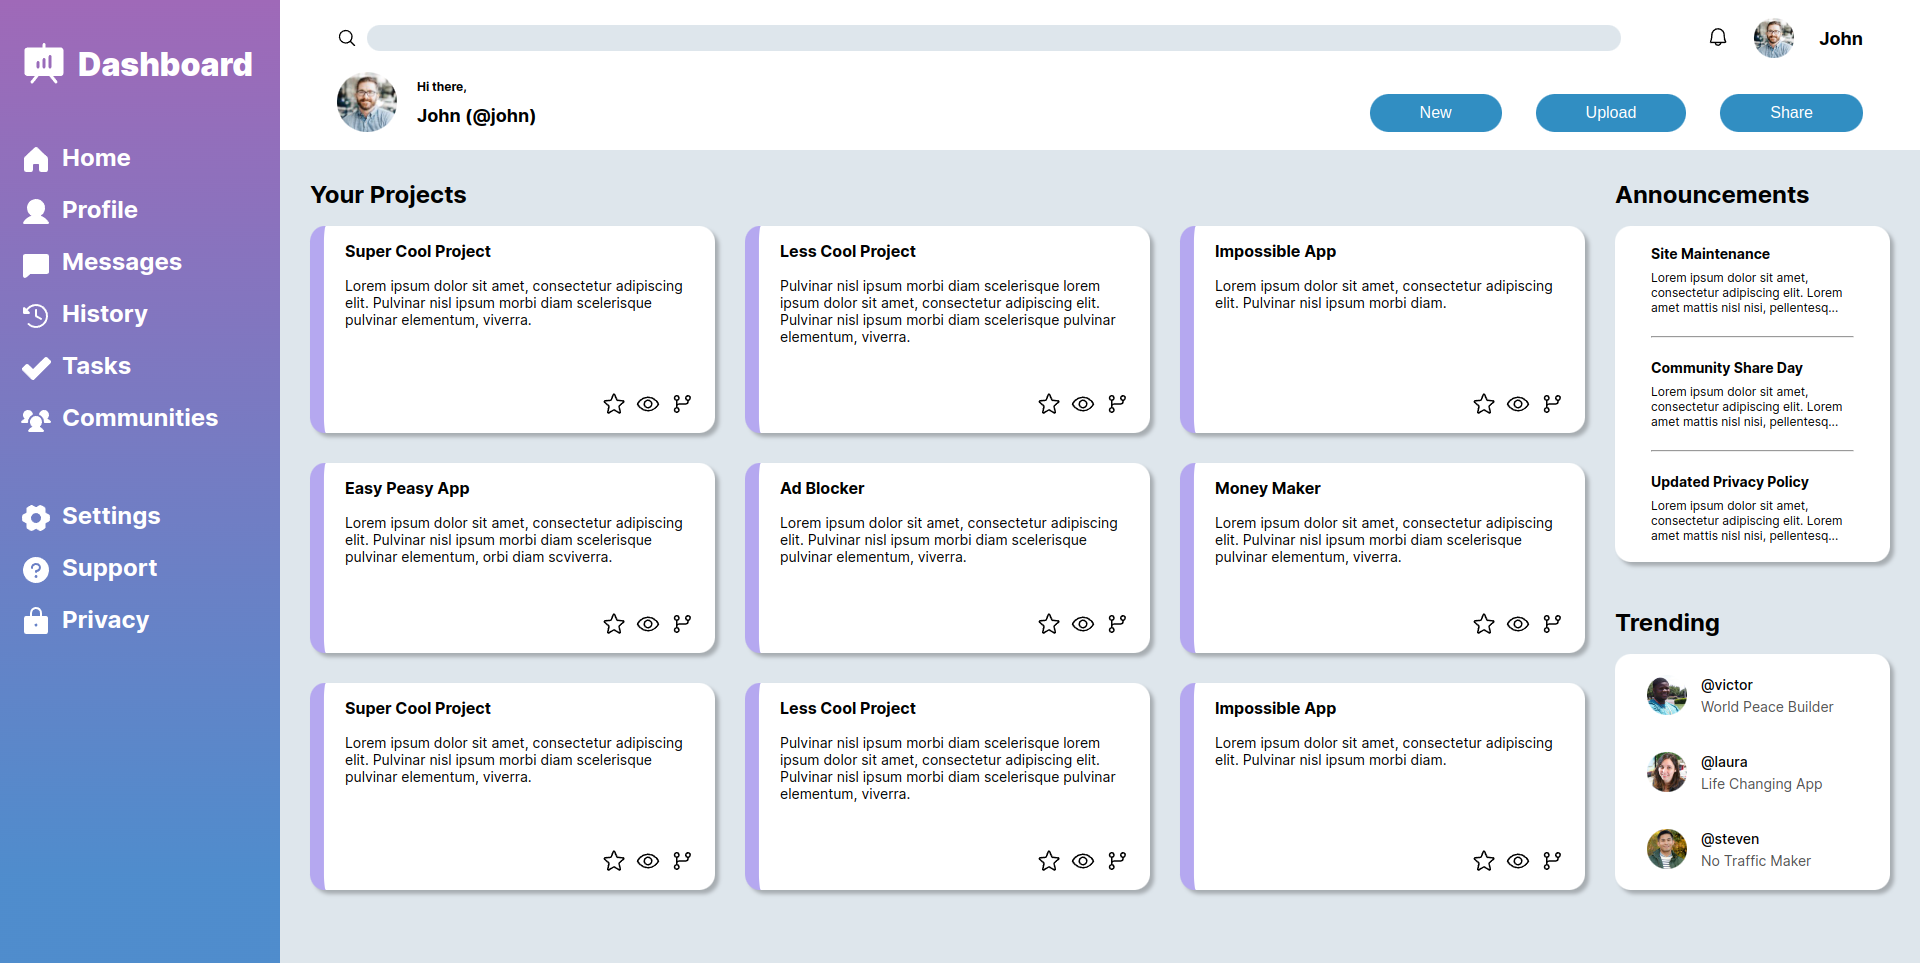 Dashboard
Home
Profile
Messages
History
Tasks
Communities
Settings
Support
Privacy
John
Hi there,
John (@john)
New
Upload
Share
Your Projects
Super Cool Project
Lorem ipsum dolor sit amet, consectetur adipiscing
elit. Pulvinar nisl ipsum morbi diam scelerisque
pulvinar elementum, viverra.
Less Cool Project
Pulvinar nisl ipsum morbi diam scelerisque lorem
ipsum dolor sit amet, consectetur adipiscing elit.
Pulvinar nisl ipsum morbi diam scelerisque pulvinar
elementum, viverra.
Impossible App
Lorem ipsum dolor sit amet, consectetur adipiscing
elit. Pulvinar nisl ipsum morbi diam.
Easy Peasy App
Lorem ipsum dolor sit amet, consectetur adipiscing
elit. Pulvinar nisl ipsum morbi diam scelerisque
pulvinar elementum, orbi diam scviverra.
Ad Blocker
Lorem ipsum dolor sit amet, consectetur adipiscing
elit. Pulvinar nisl ipsum morbi diam scelerisque
pulvinar elementum, viverra.
Money Maker
Lorem ipsum dolor sit amet, consectetur adipiscing
elit. Pulvinar nisl ipsum morbi diam scelerisque
pulvinar elementum, viverra.
Super Cool Project
Lorem ipsum dolor sit amet, consectetur adipiscing
elit. Pulvinar nisl ipsum morbi diam scelerisque
pulvinar elementum, viverra.
Less Cool Project
Pulvinar nisl ipsum morbi diam scelerisque lorem
ipsum dolor sit amet, consectetur adipiscing elit.
Pulvinar nisl ipsum morbi diam scelerisque pulvinar
elementum, viverra.
Impossible App
Lorem ipsum dolor sit amet, consectetur adipiscing
elit. Pulvinar nisl ipsum morbi diam.
Announcements
Site Maintenance
Lorem ipsum dolor sit amet,
consectetur adipiscing elit. Lorem
amet mattis nisl nisi, pellentesq...
Community Share Day
Lorem ipsum dolor sit amet,
consectetur adipiscing elit. Lorem
amet mattis nisl nisi, pellentesq...
Updated Privacy Policy
Lorem ipsum dolor sit amet,
consectetur adipiscing elit. Lorem
amet mattis nisl nisi, pellentesq...
Trending
@victor
World Peace Builder
@laura
Life Changing App
@steven
No Traffic Maker